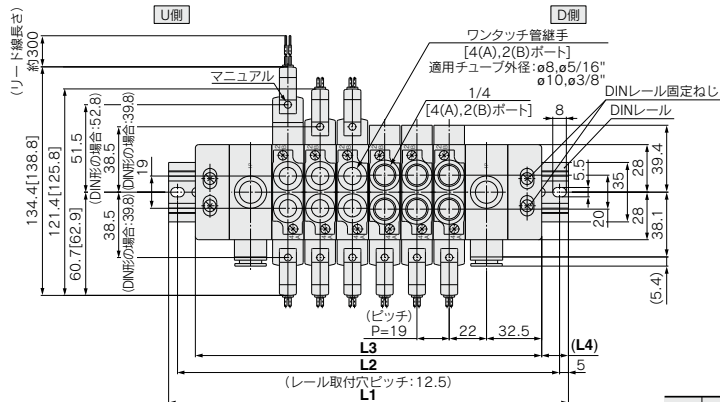 U側
D側
(リード線長さ)
約300
マニュアル
ワンタッチ管継手
[4(A),2(B)ポート]
適用チューブ外径:ø8,ø5/16"
ø10,ø3/8"
1/4
[4(A),2(B)ポート]
DINレール固定ねじ
DINレール
8
134.4[138.8]
121.4[125.8]
60.7[62.9]
51.5
(DIN形の場合:52.8)
38.5
(DIN形の場合:39.8)
19
38.5
(DIN形の場合:39.8)
5.5
35
20
28
28
39.4
38.1
(5.4)
(ピッチ)
P=19
22
32.5
L3
(L4)
L2
5
(レール取付穴ピッチ:12.5)
L1